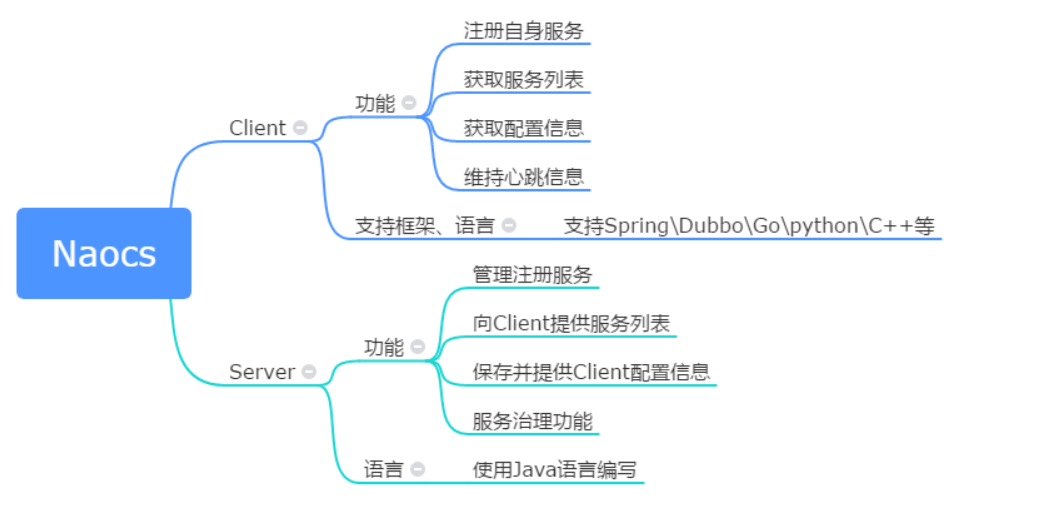 Naocs
Client
功能
注册自身服务
获取服务列表
获取配置信息
维持心跳信息
支持框架、语言
支持Spring\Dubbo\Go\python\C++等
Server
功能
管理注册服务
向Client提供服务列表
保存并提供Client配置信息
服务治理功能
语言
使用Java语言编写